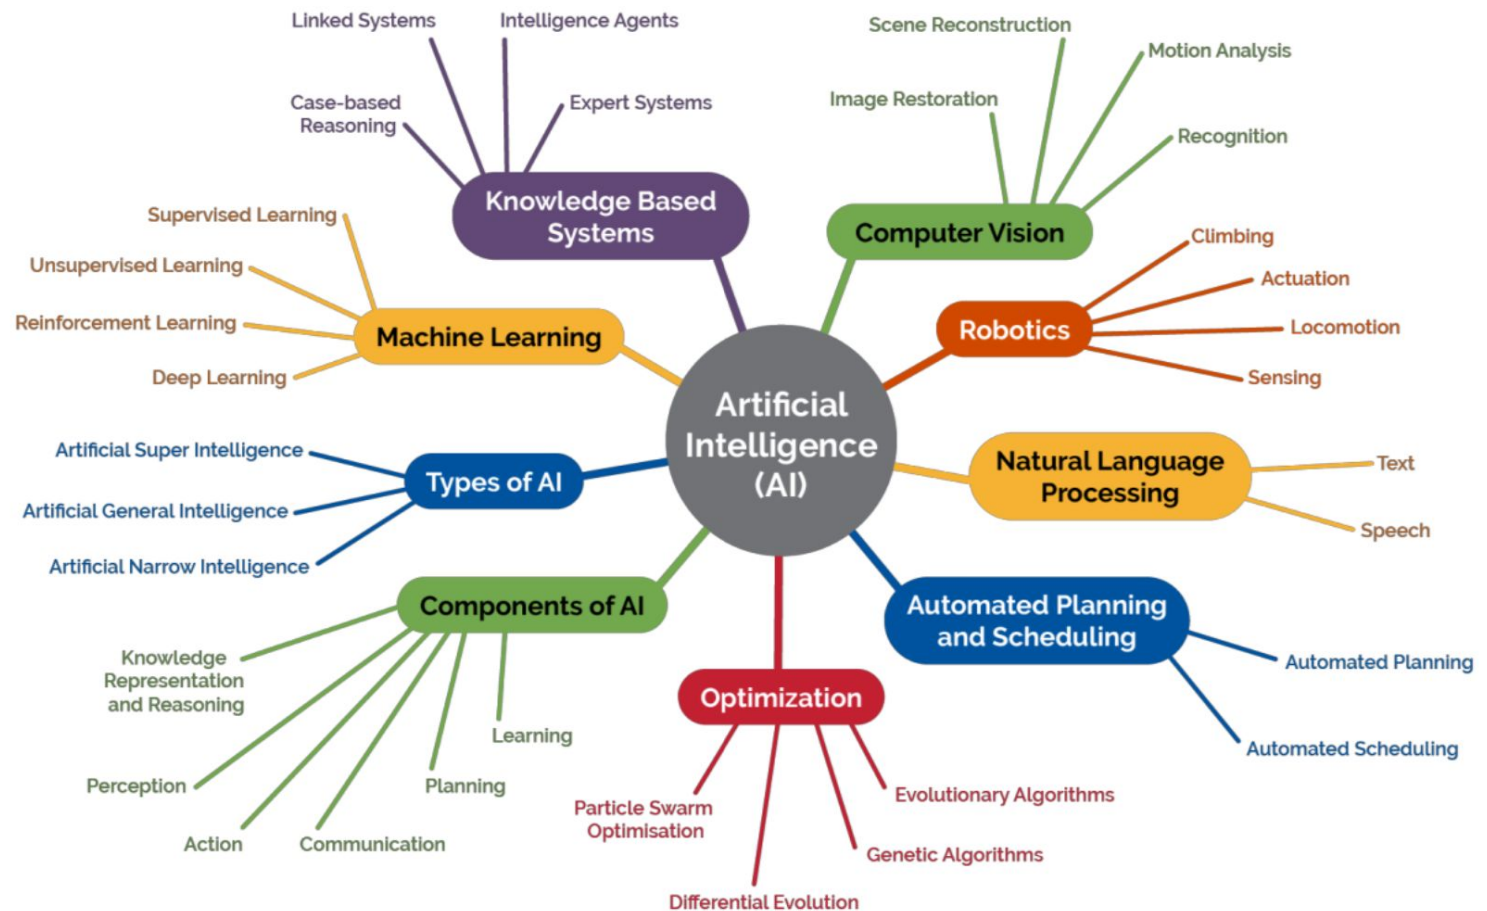 Linked Systems
Intelligence Agents
Case-based
Reasoning
Expert Systems
Knowledge Based
Systems
Scene Reconstruction
Motion Analysis
Image Restoration
Recognition
Computer Vision
Supervised Learning
Unsupervised Learning
Reinforcement Learning
Deep Learning
Machine Learning
Climbing
Actuation
Locomotion
Sensing
Robotics
Artificial
Intelligence
(AI)
Artificial Super Intelligence
Artificial General Intelligence
Artificial Narrow Intelligence
Types of AI
Natural Language
Processing
Text
Speech
Components of AI
Knowledge
Representation
and Reasoning
Perception
Action
Communication
Planning
Learning
Optimization
Particle Swarm
Optimisation
Differential Evolution
Genetic Algorithms
Evolutionary Algorithms
Automated Planning
and Scheduling
Automated Planning
Automated Scheduling